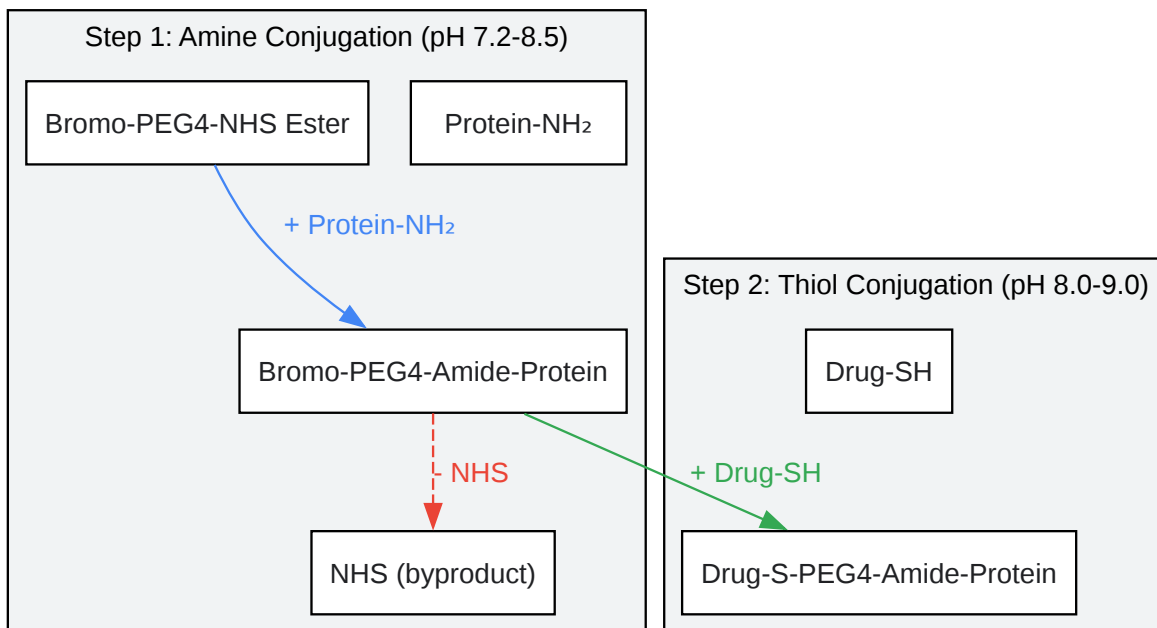 Step 1: Amine Conjugation (pH 7.2-8.5)
Bromo-PEG4-NHS Ester
Protein-NH₂
+ Protein-NH₂
Bromo-PEG4-Amide-Protein
- NHS
NHS (byproduct)
Step 2: Thiol Conjugation (pH 8.0-9.0)
Drug-SH
+ Drug-SH
Drug-S-PEG4-Amide-Protein